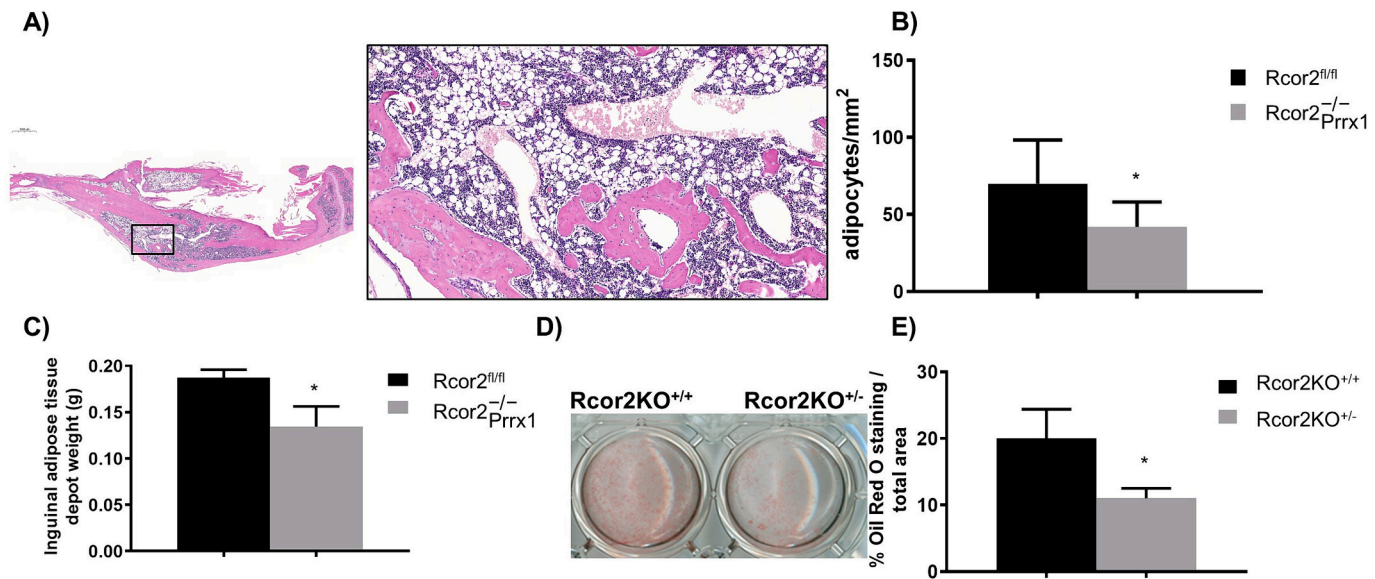 A)
B)
adipocytes/mm²
150
100
50
0
Rcor2fl/fl
Rcor2−/−Prrx1
*
C)
Inguinal adipose tissue
depot weight (g)
0.20
0.15
0.10
0.05
0.00
Rcor2fl/fl
Rcor2−/−Prrx1
*
D)
Rcor2KO+/+ Rcor2KO+/-
E)
% Oil Red O staining /
total area
30
20
10
0
Rcor2KO+/+
Rcor2KO+/-
*